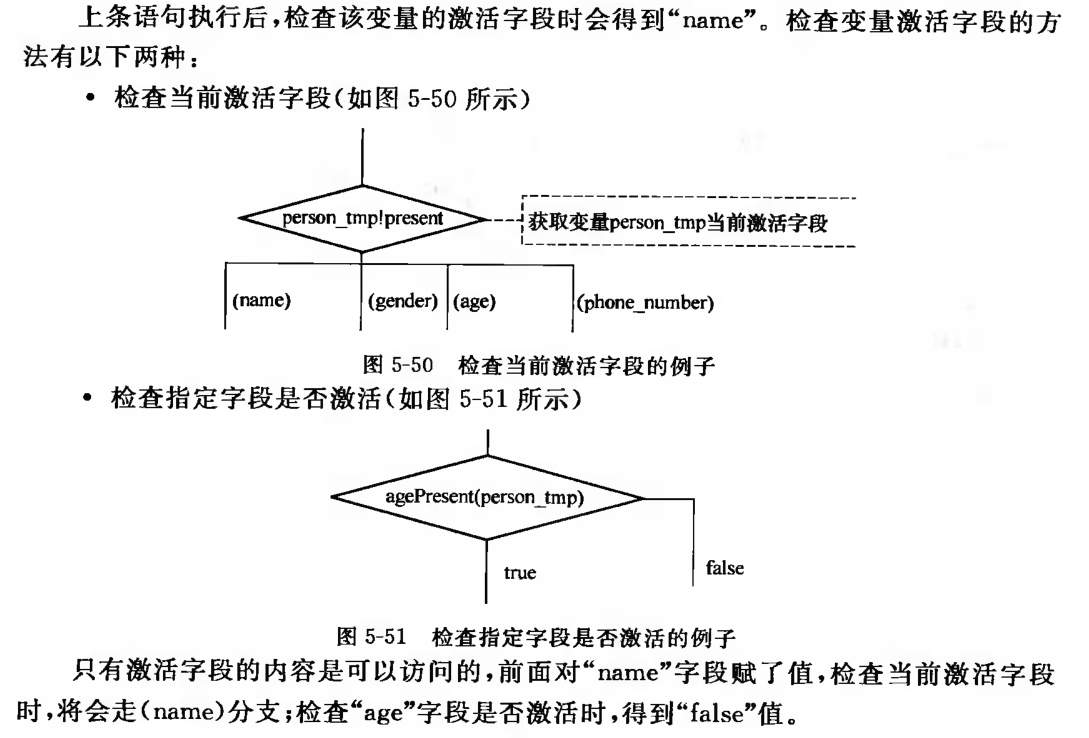 上条语句执行后,检查该变量的激活字段时会得到“name”。检查变量激活字段的方
法有以下两种:
• 检查当前激活字段(如图 5-50 所示)
person_tmp!present
获取变量person_tmp当前激活字段
(name)
(gender)
(age)
(phone_number)
图 5-50 检查当前激活字段的例子
• 检查指定字段是否激活(如图 5-51 所示)
agePresent(person_tmp)
true
false
图 5-51 检查指定字段是否激活的例子
只有激活字段的内容是可以访问的,前面对“name”字段赋了值,检查当前激活字段
时,将会走(name)分支;检查“age”字段是否激活时,得到“false”值。